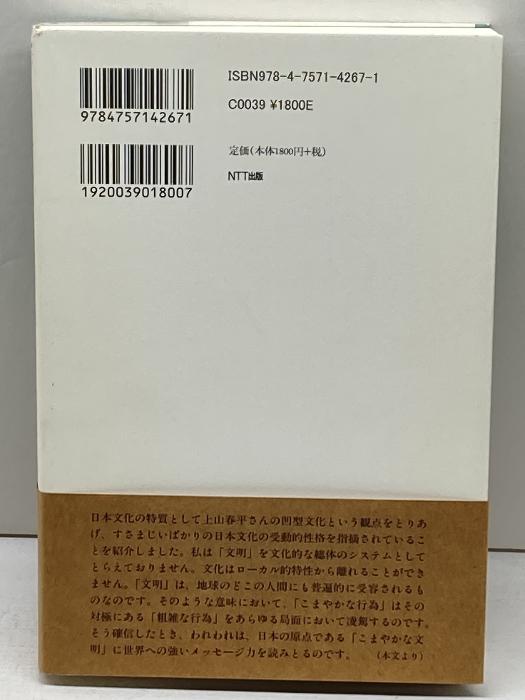 ISBN978-4-7571-4267-1
C0039 ¥1800E
9784757142671
定価(本体1800円+税)
NTT出版
1920039018007
日本文化の特質として上山春平さんの凹型文化という観点をとりあ
げ、すさまじいばかりの日本文化の受動的性格を指摘されているこ
とを紹介しました。私は「文明」を文化的な総体のシステムとして
とらえておりません。文化はローカル的特性から離れることができ
ません。「文明」は、地球のどこの人間にも普遍的に受容されるも
のなのです。そのような意味において、「こまやかな行為」はその
対極にある「粗雑な行為」をあらゆる局面において凌駕するのです。
そう確信したとき、われわれは、日本の原点である「こまやかな文
明」に世界への強いメッセージ力を読みとるのです。 (本文より)